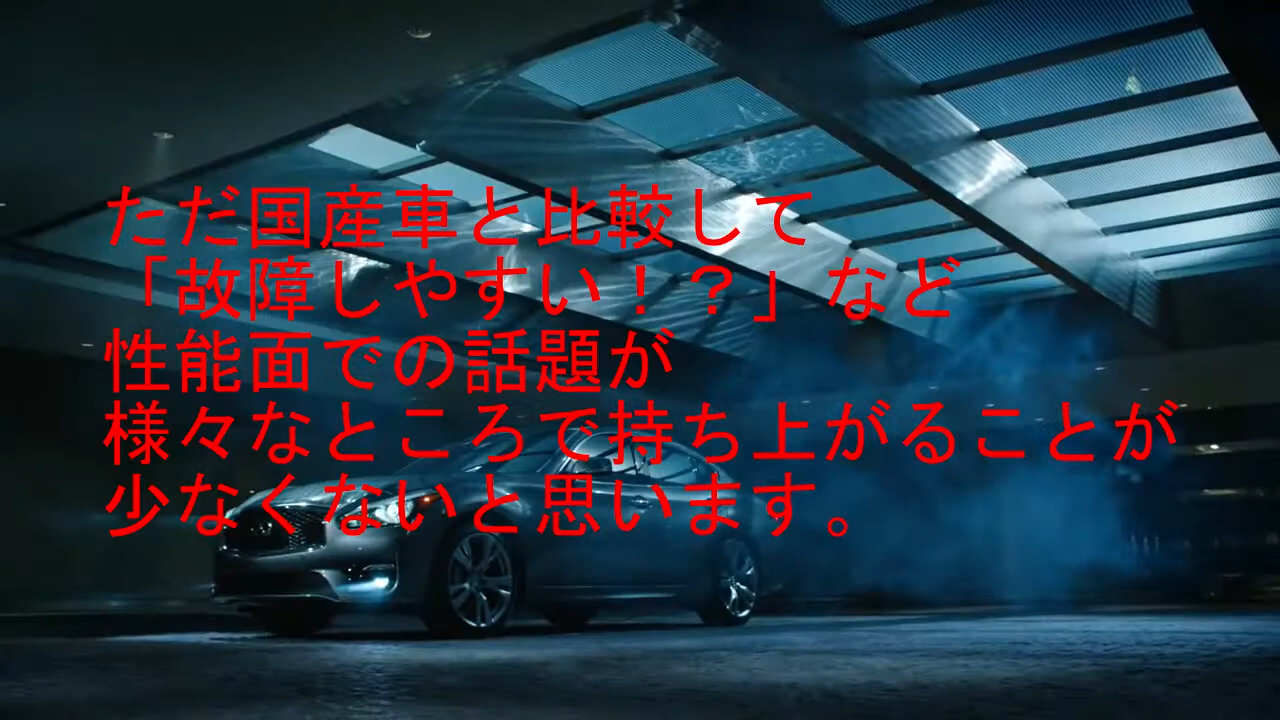 ただ国産車と比較して
「故障しやすい！？」など
性能面での話題が
様々なところで持ち上がることが
少なくないと思います。